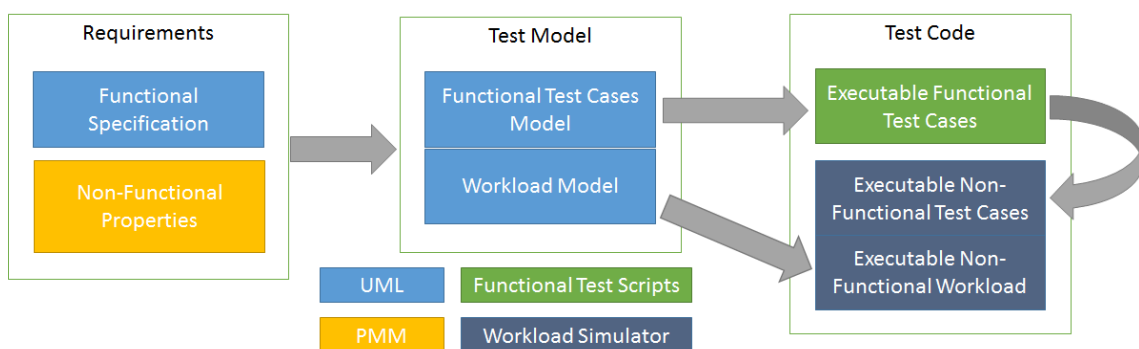 Requirements
Functional
Specification
Non-Functional
Properties
Test Model
Functional Test Cases
Model
Workload Model
Test Code
Executable Functional
Test Cases
Executable Non-
Functional Test Cases
Executable Non-
Functional Workload
UML
Functional Test Scripts
PMM
Workload Simulator